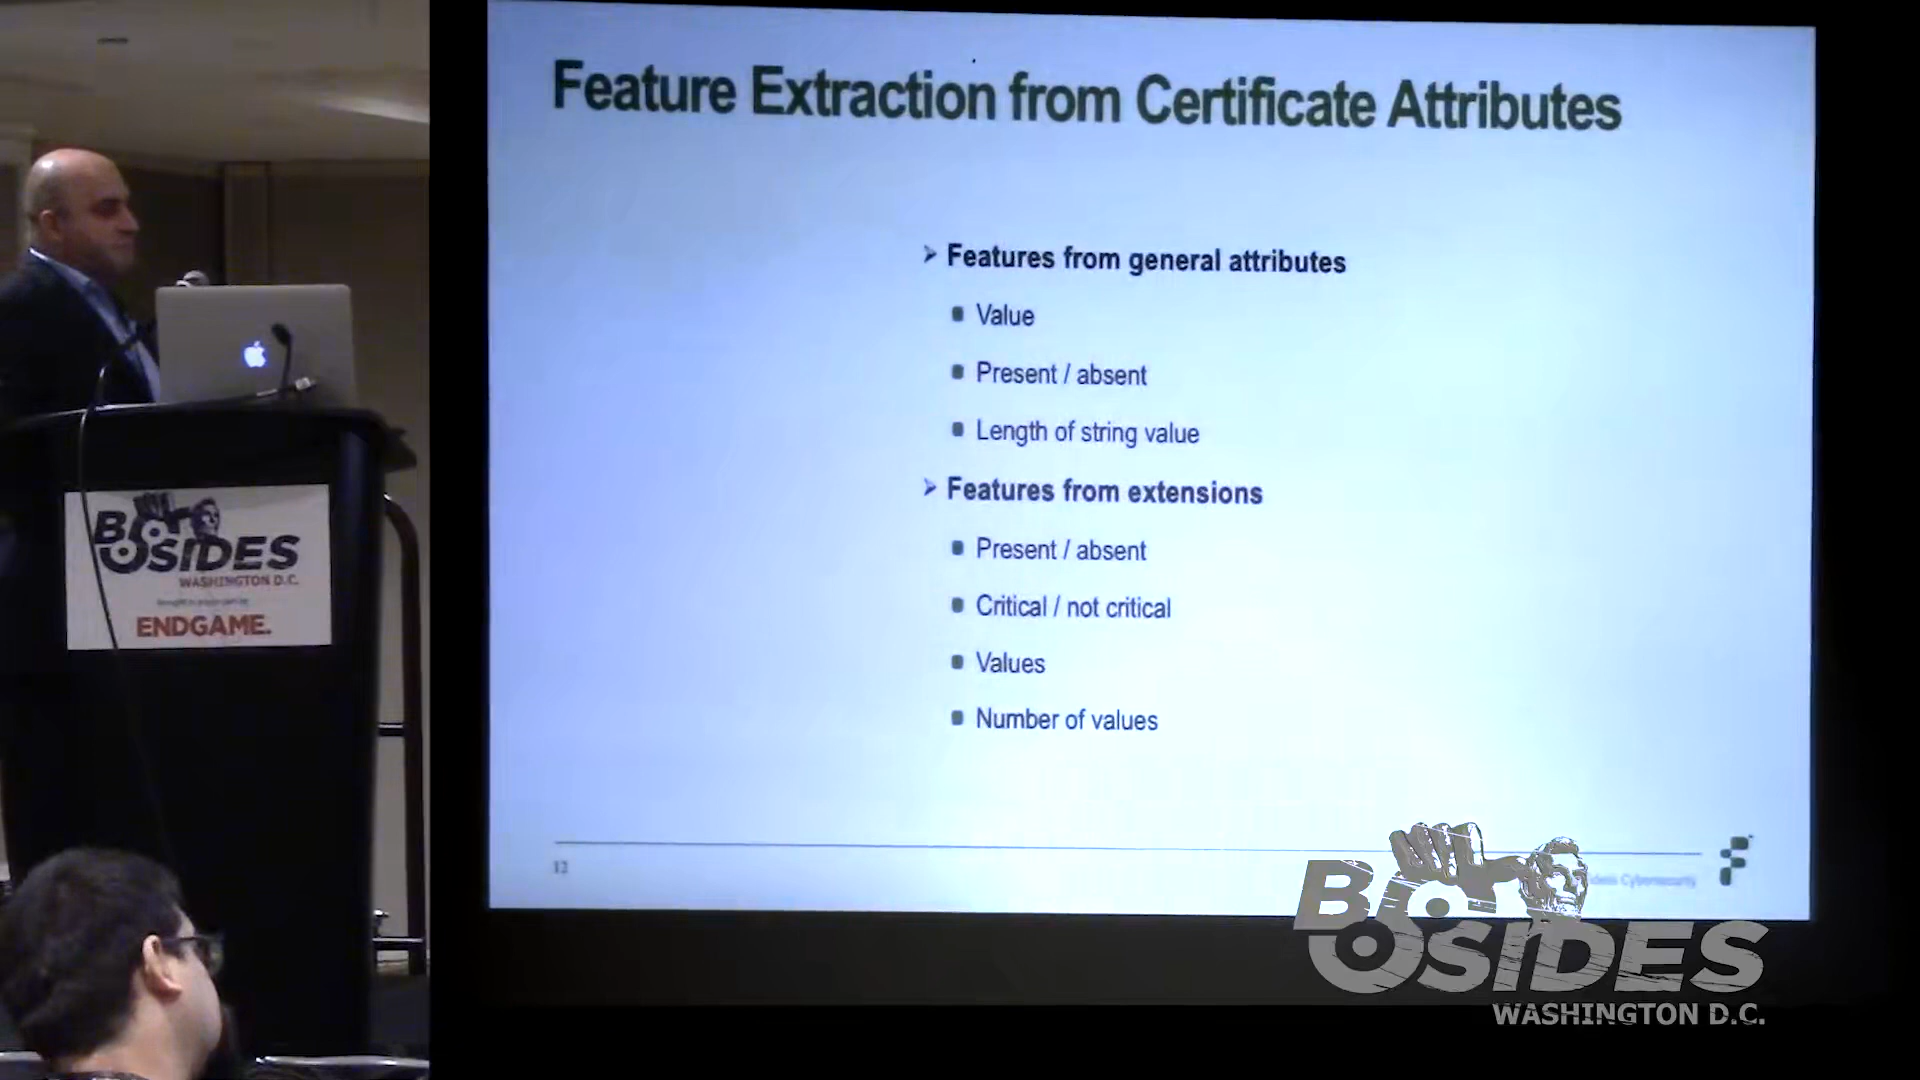 Feature Extraction from Certificate Attributes
Features from general attributes
Value
Present / absent
Length of string value
Features from extensions
Present / absent
Critical / not critical
Values
Number of values
12
Cybersecurity
BSIDES
WASHINGTON D.C.
ENDGAME.
BSIDES
WASHINGTON D.C.